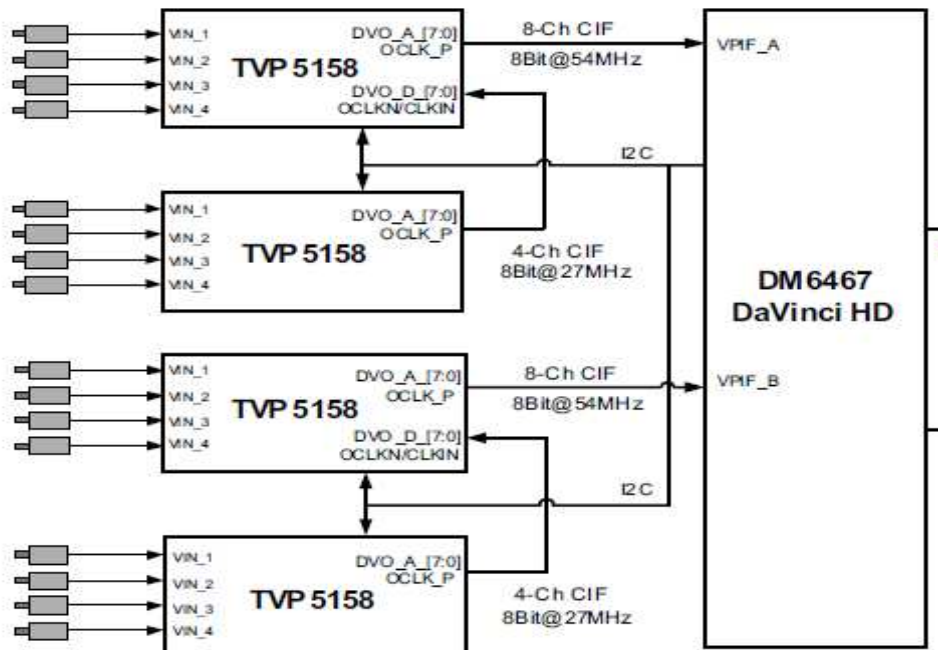 VIN_1
VIN_2
VIN_3
VIN_4
TVP 5158
DVO_A_[7:0]
OCLK_P
DVO_D_[7:0]
OCLKN/CLKIN
8-Ch CIF
8Bit@54MHz
VPIF_A
I2C
VIN_1
VIN_2
VIN_3
VIN_4
TVP 5158
DVO_A_[7:0]
OCLK_P
4-Ch CIF
8Bit@27MHz
DM6467
DaVinci HD
VIN_1
VIN_2
VIN_3
VIN_4
TVP 5158
DVO_A_[7:0]
OCLK_P
DVO_D_[7:0]
OCLKN/CLKIN
8-Ch CIF
8Bit@54MHz
VPIF_B
I2C
VIN_1
VIN_2
VIN_3
VIN_4
TVP 5158
DVO_A_[7:0]
OCLK_P
4-Ch CIF
8Bit@27MHz